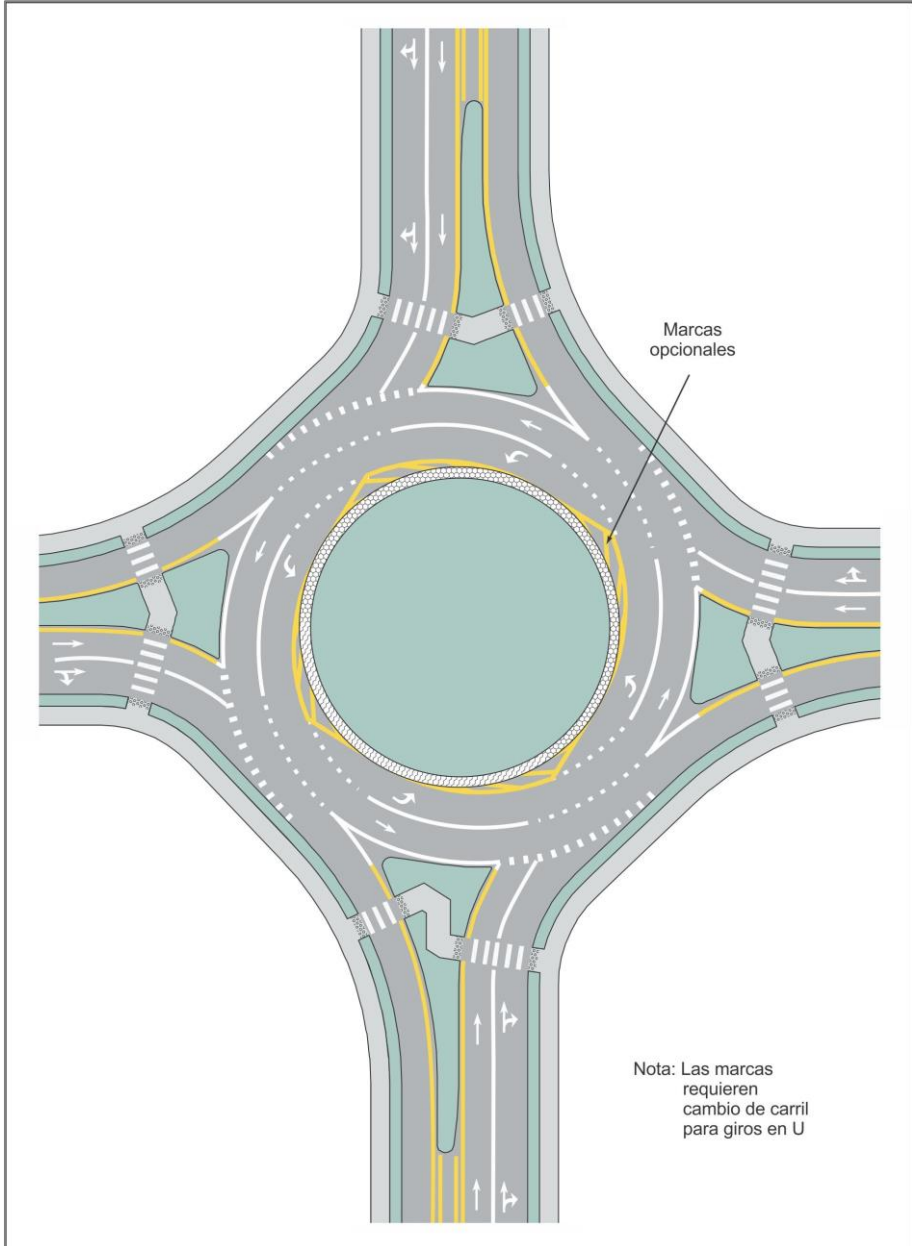 Marcas
opcionales
Nota: Las marcas
requieren
cambio de carril
para giros en U